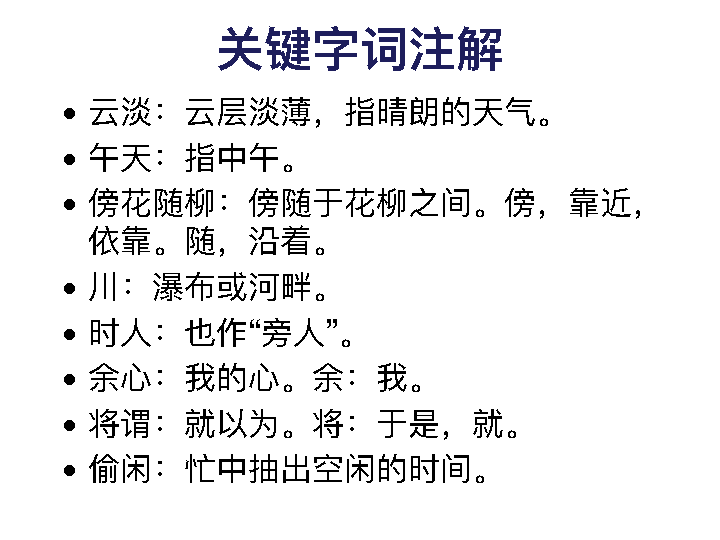 关键字词注解
• 云淡：云层淡薄，指晴朗的天气。
• 午天：指中午。
• 傍花随柳：傍随于花柳之间。傍，靠近，
依靠。随，沿着。
• 川：瀑布或河畔。
• 时人：也作“旁人”。
• 余心：我的心。余：我。
• 将谓：就以为。将：于是，就。
• 偷闲：忙中抽出空闲的时间。